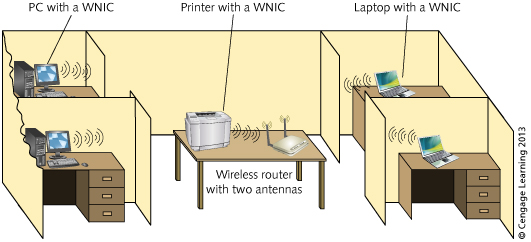 PC with a WNIC
Printer with a WNIC
Laptop with a WNIC
Wireless router
with two antennas
© Cengage Learning 2013